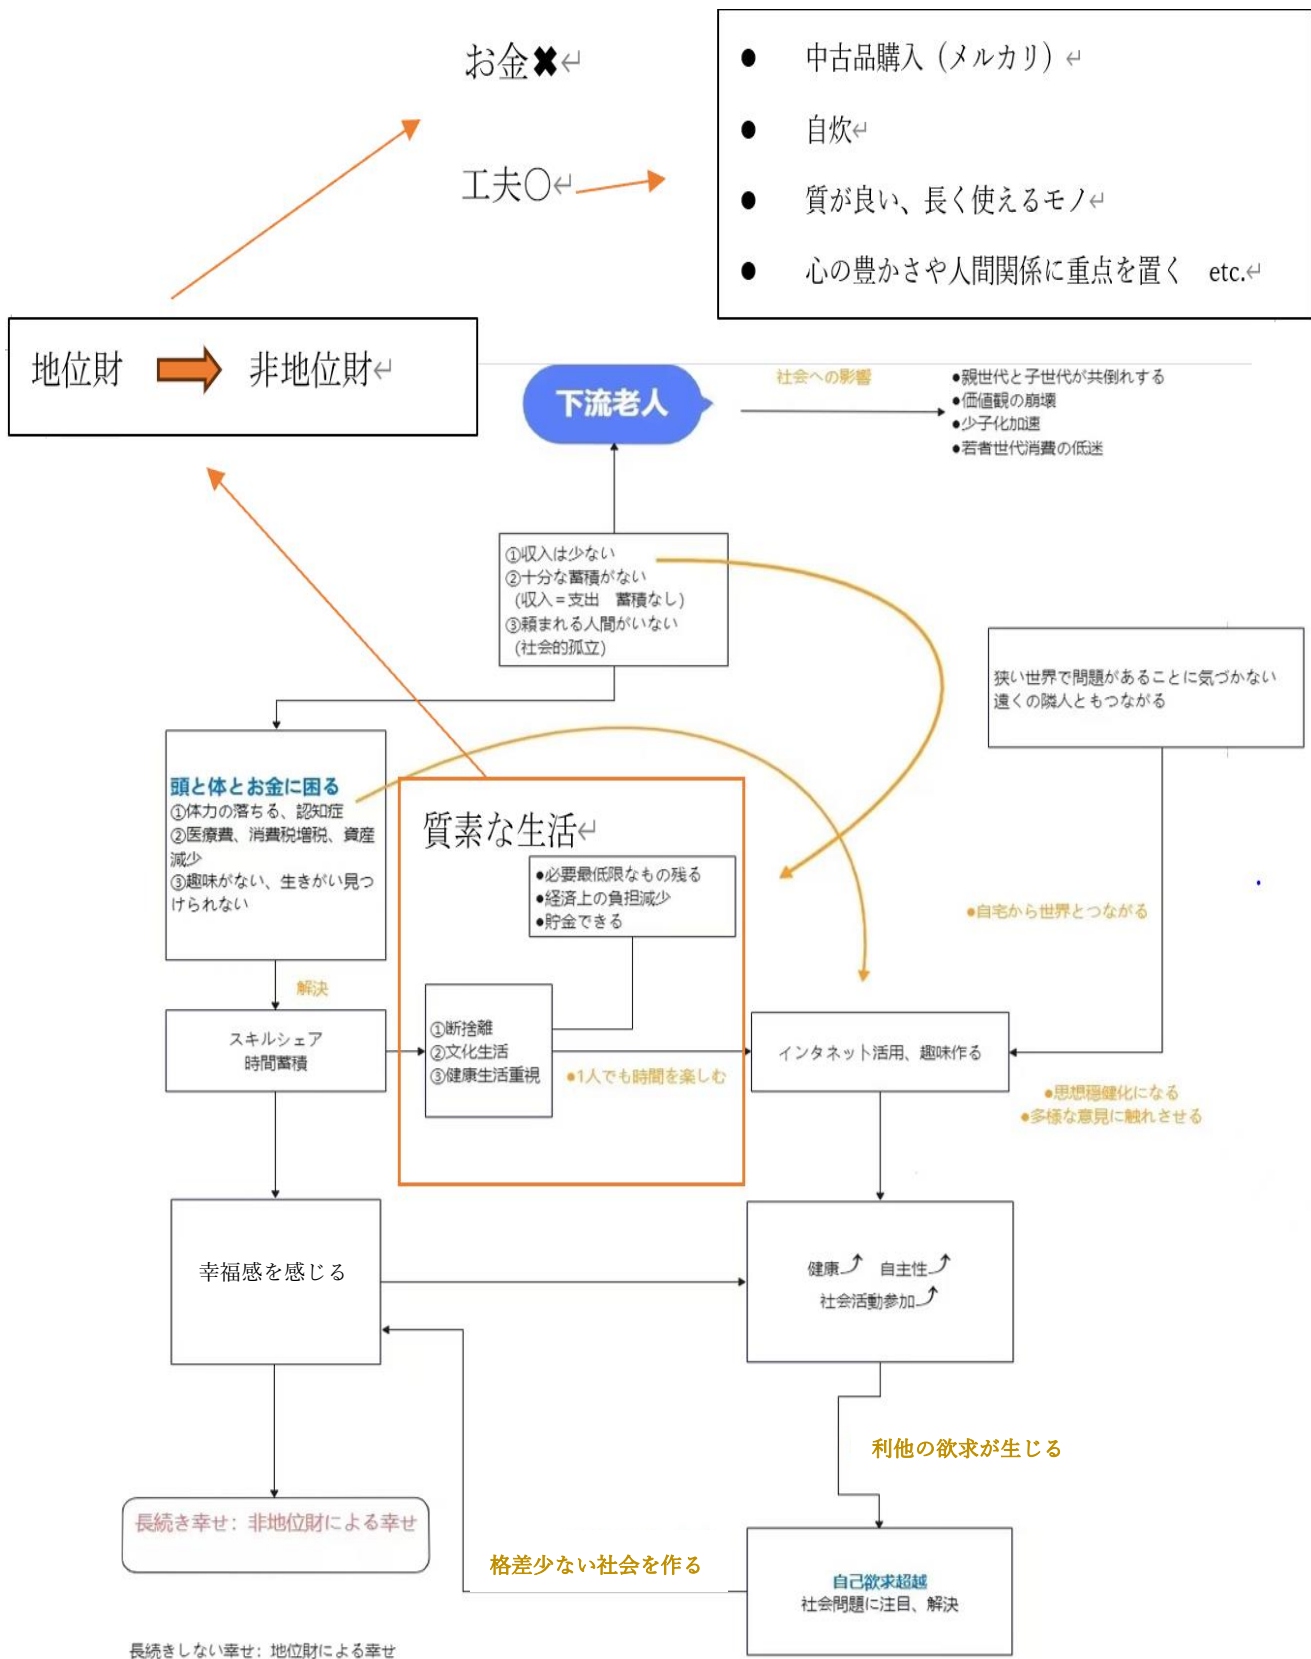 お金✖
工夫〇
● 中古品購入（メルカリ）
● 自炊
● 質が良い、長く使えるモノ
● 心の豊かさや人間関係に重点を置く　etc.
地位財　非地位財
下流老人
社会への影響
●親世代と子世代が共倒れする
●価値観の崩壊
●少子化加速
●若者世代消費の低迷
①収入は少ない
②十分な蓄積がない
(収入＝支出　蓄積なし)
③頼まれる人間がいない
(社会的孤立)
狭い世界で問題があることに気づかない
遠くの隣人ともつながる
頭と体とお金に困る
①体力の落ちる、認知症
②医療費、消費税増税、資産
減少
③趣味がない、生きがい見つ
けられない
質素な生活
●必要最低限なもの残る
●経済上の負担減少
●貯金できる
●自宅から世界とつながる
解決
スキルシェア
時間蓄積
①断捨離
②文化生活
③健康生活重視
●1人でも時間を楽しむ
インタネット活用、趣味作る
●思想穏健化になる
●多様な意見に触れさせる
幸福感を感じる
健康⤴　自主性⤴
社会活動参加⤴
利他の欲求が生じる
長続き幸せ：非地位財による幸せ
格差少ない社会を作る
自己欲求超越
社会問題に注目、解決
長続きしない幸せ：地位財による幸せ